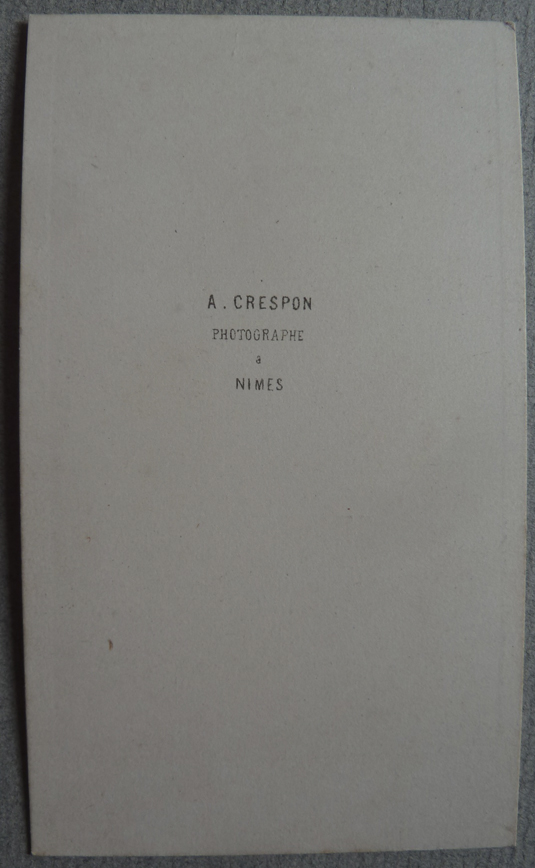 A. CRESPON
PHOTOGRAPHE
a
NIMES